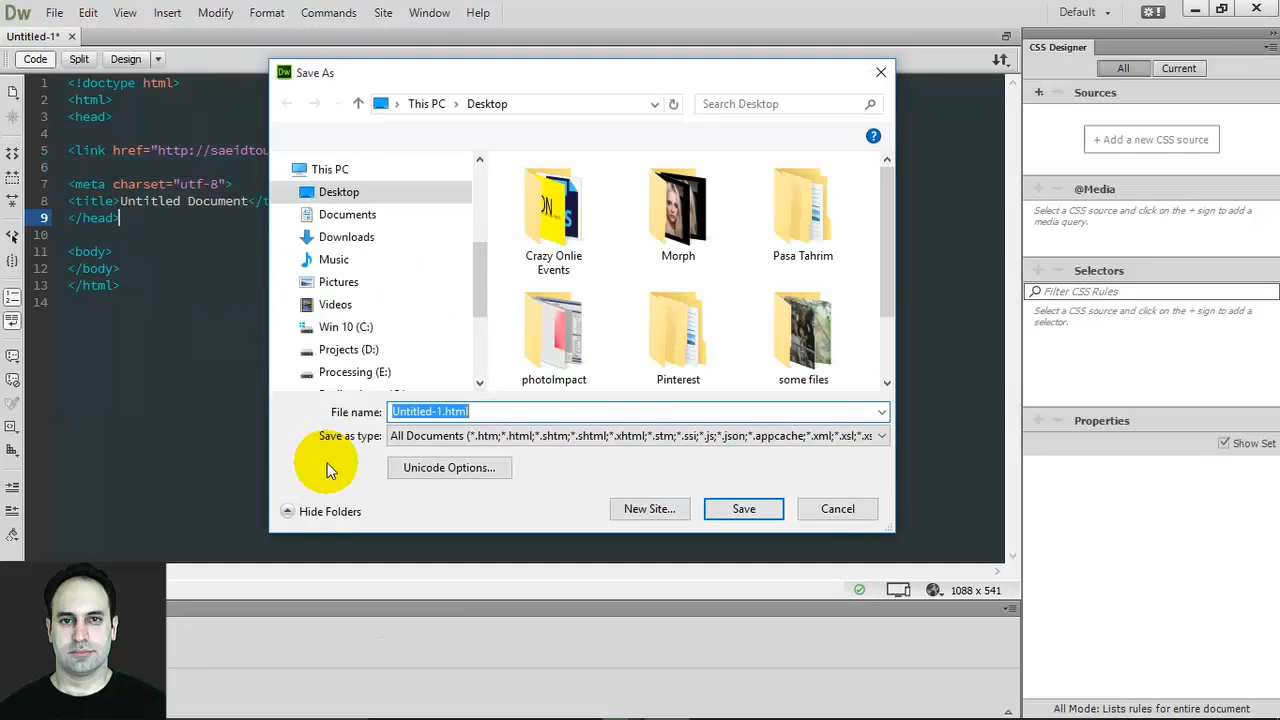 Dw File Edit View Insert Modify Format Commands Site Window Help Default
Untitled-1*
Code Split Design
1 <!doctype html>
2 <html>
3 <head>
4
5 <link href="http://saeidtou
6
7 <meta charset="utf-8">
8 <title>Untitled Document</t
9 </head>
10
11 <body>
12 </body>
13 </html>
14
Dw Save As
This PC Desktop
Search Desktop
This PC
Desktop
Documents
Downloads
Music
Pictures
Videos
Win 10 (C:)
Projects (D:)
Processing (E:)
Crazy Onlie
Events
Morph
Pasa Tahrim
photoImpact
Pinterest
some files
File name: Untitled-1.html
Save as type: All Documents (*.htm;*.html;*.shtm;*.shtml;*.xhtml;*.stm;*.ssi;*.js;*.json;*.appcache;*.xml;*.xsl;*.xs
Unicode Options...
Hide Folders
New Site... Save Cancel
CSS Designer
All Current
Sources
+ Add a new CSS source
@Media
Select a CSS source and click on the + sign to add a
media query.
Selectors
Filter CSS Rules
Select a CSS source and click on the + sign to add a
selector.
Properties
Show Set
1088 x 541
All Mode: Lists rules for entire document